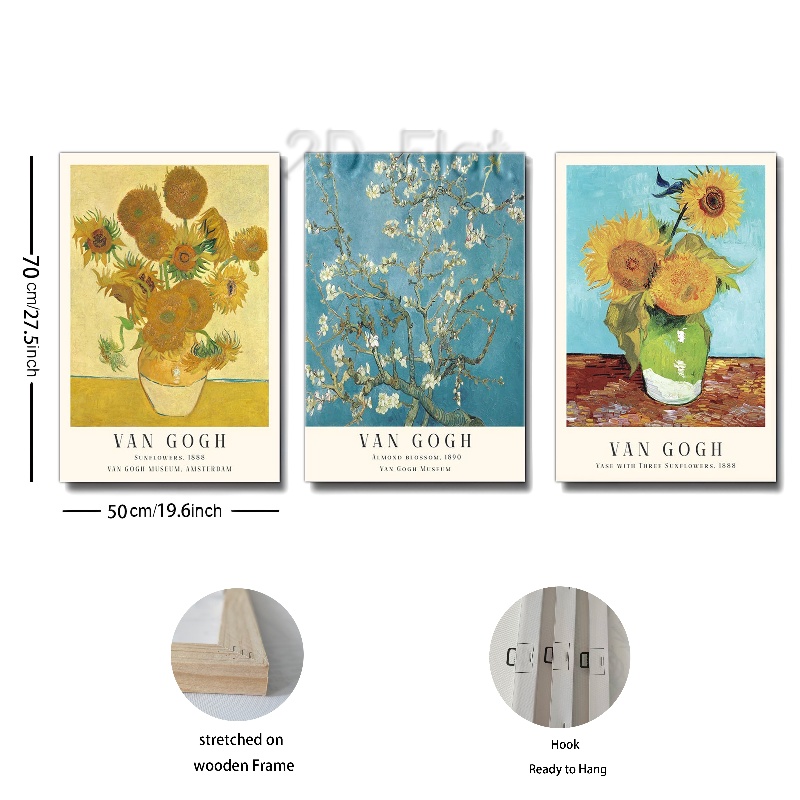 2D Flat
70 cm/27.5inch
VAN GOGH
SUNFLOWERS, 1888
VAN GOGH MUSEUM, AMSTERDAM
VAN GOGH
ALMOND BLOSSOM, 1890
VAN GOGH MUSEUM
VAN GOGH
VASE WITH THREE SUNFLOWERS, 1888
50cm/19.6inch
stretched on
wooden Frame
Hook
Ready to Hang